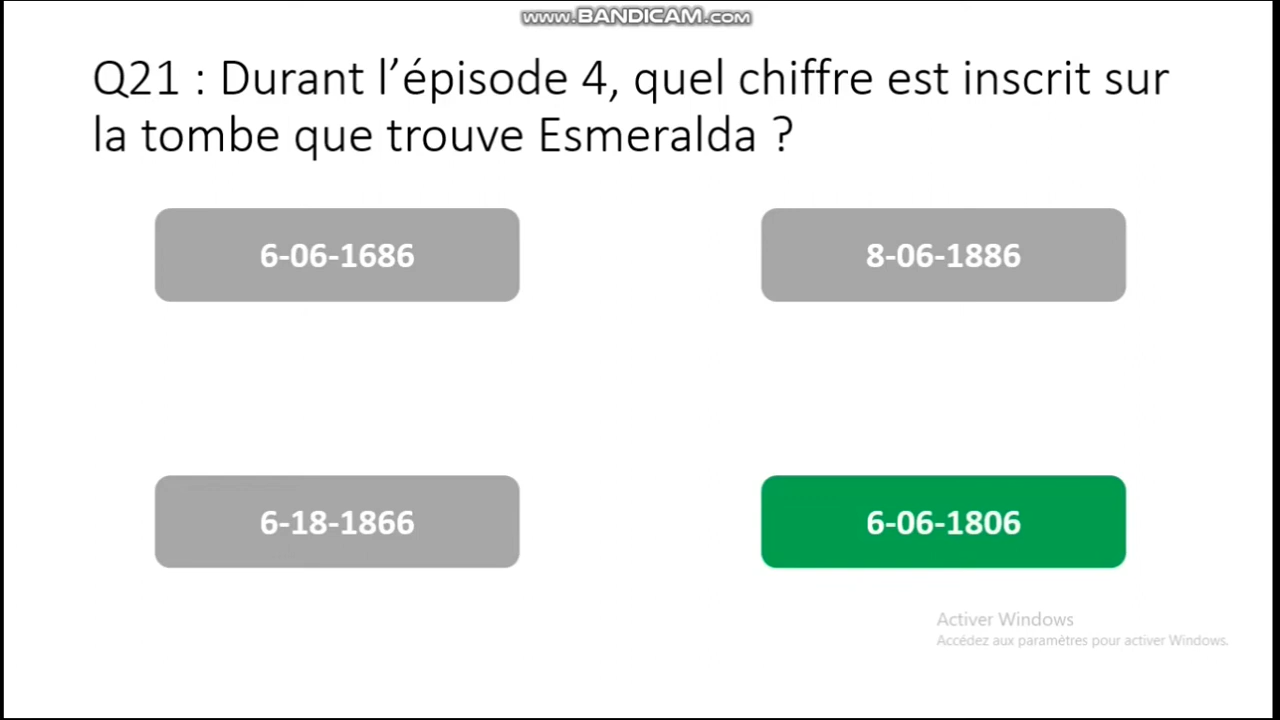 www.BANDICAM.com
Q21 : Durant l’épisode 4, quel chiffre est inscrit sur
la tombe que trouve Esmeralda ?
6-06-1686
8-06-1886
6-18-1866
6-06-1806
Activer Windows
Accédez aux paramètres pour activer Windows.